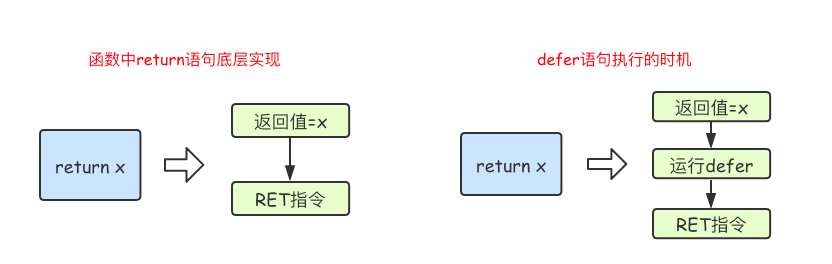 函数中return语句底层实现
return x
返回值=x
RET指令
defer语句执行的时机
return x
返回值=x
运行defer
RET指令